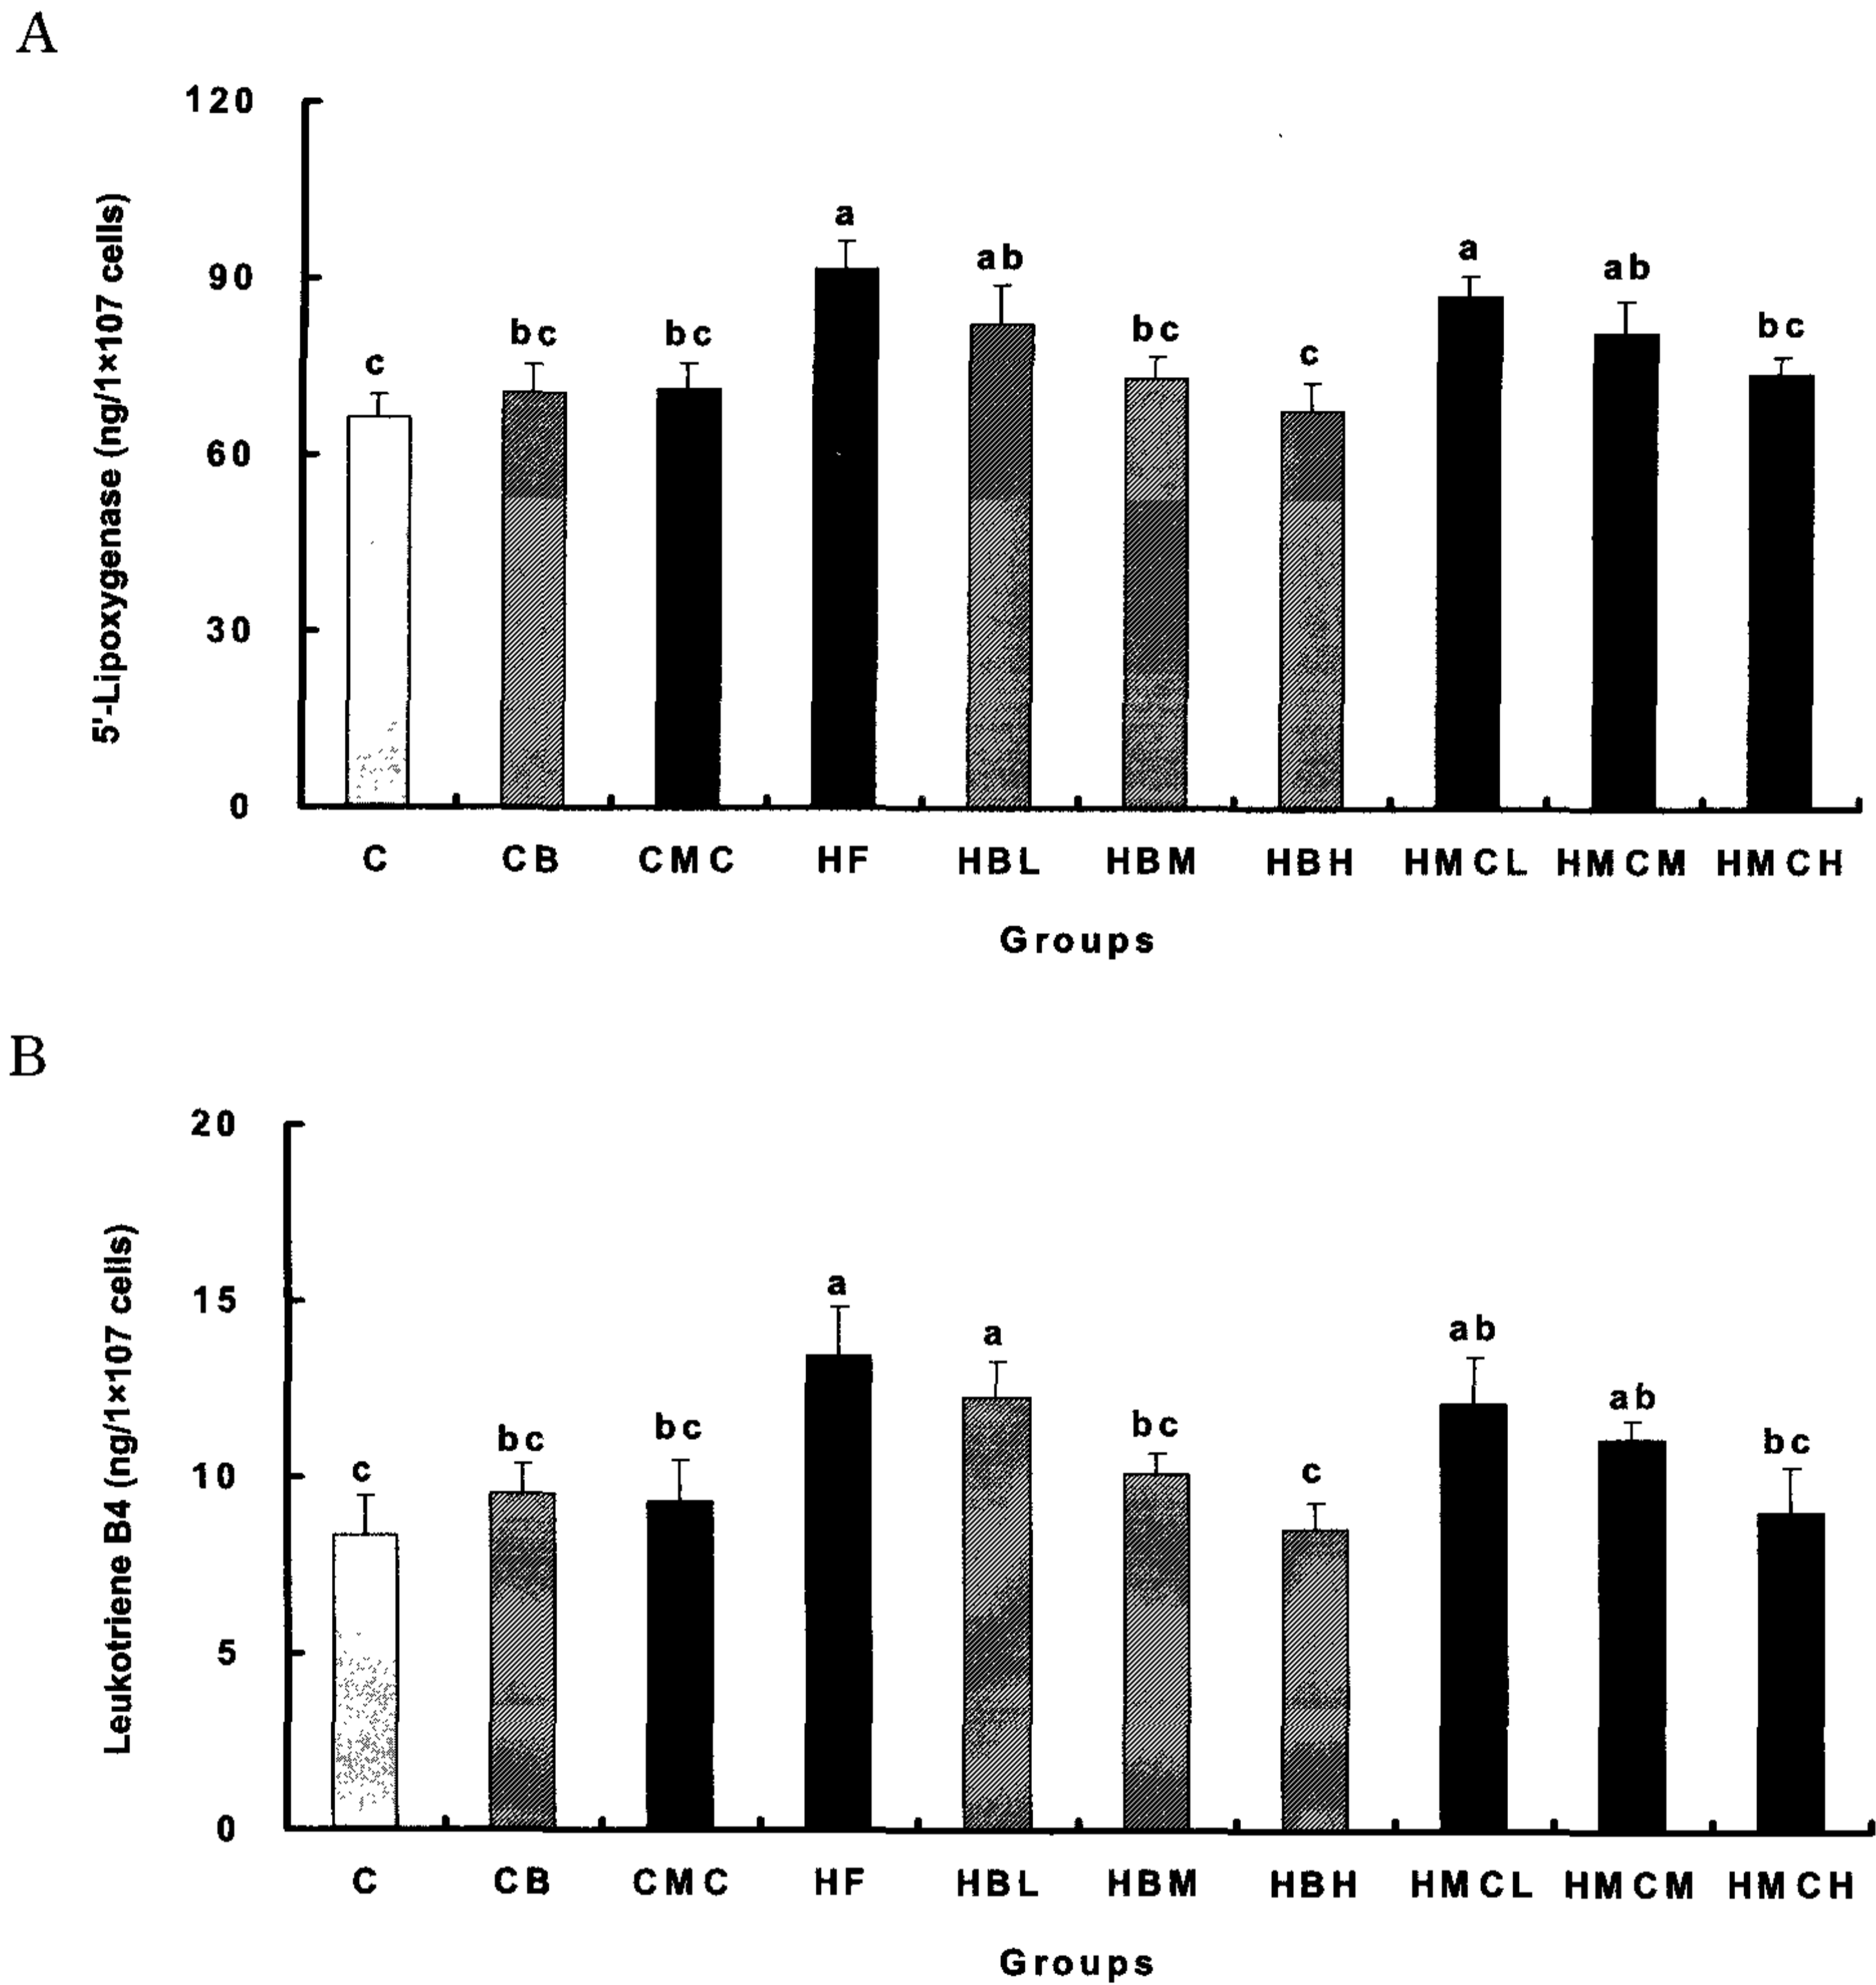 A
5'-Lipoxygenase (ng/1×107 cells)
120
90
60
30
0
c
bc
bc
a
ab
bc
c
a
ab
bc
C CB CMC HF HBL HBM HBH HMCL HMCM HMCH
Groups
B
Leukotriene B4 (ng/1×107 cells)
20
15
10
5
0
c
bc
bc
a
a
bc
c
ab
ab
bc
C CB CMC HF HBL HBM HBH HMCL HMCM HMCH
Groups